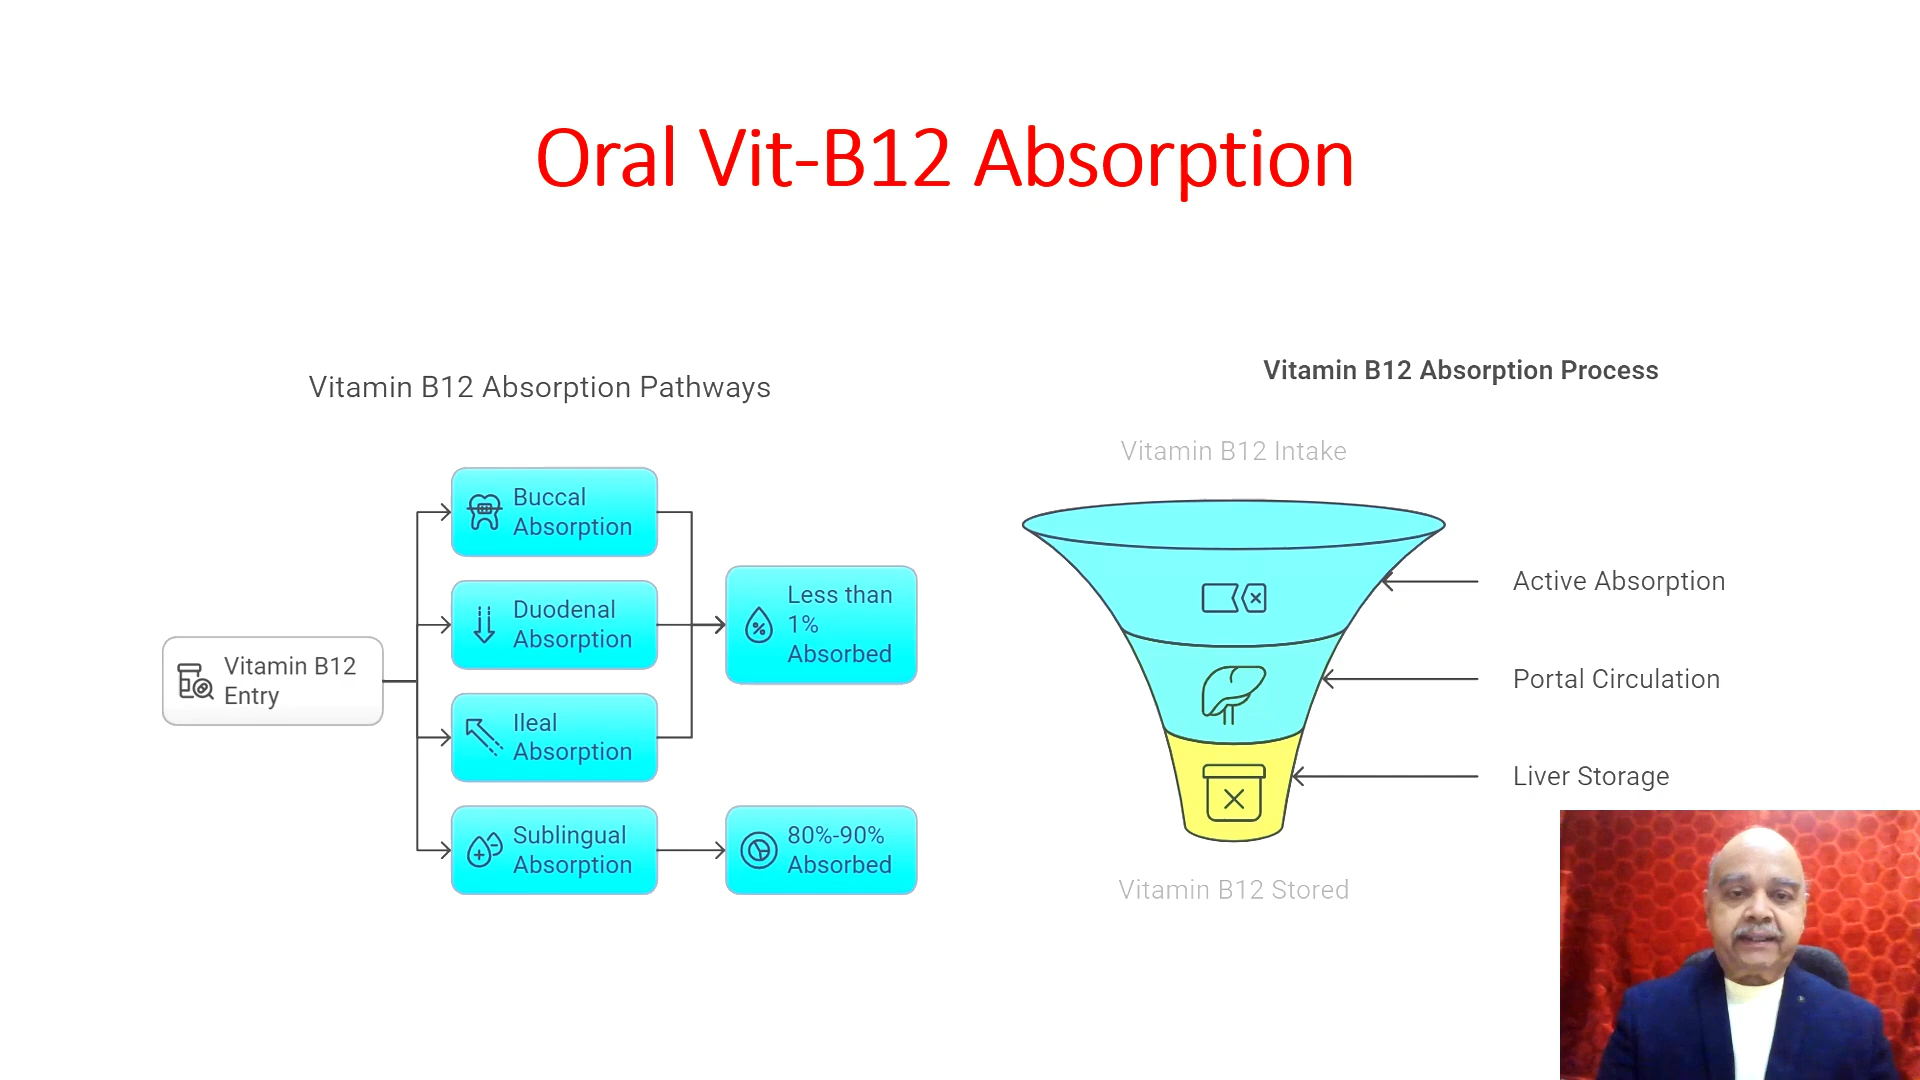 Oral Vit-B12 Absorption
Vitamin B12 Absorption Pathways
Vitamin B12
Entry
Buccal
Absorption
Duodenal
Absorption
Ileal
Absorption
Sublingual
Absorption
Less than
1%
Absorbed
80%-90%
Absorbed
Vitamin B12 Absorption Process
Vitamin B12 Intake
Active Absorption
Portal Circulation
Liver Storage
Vitamin B12 Stored